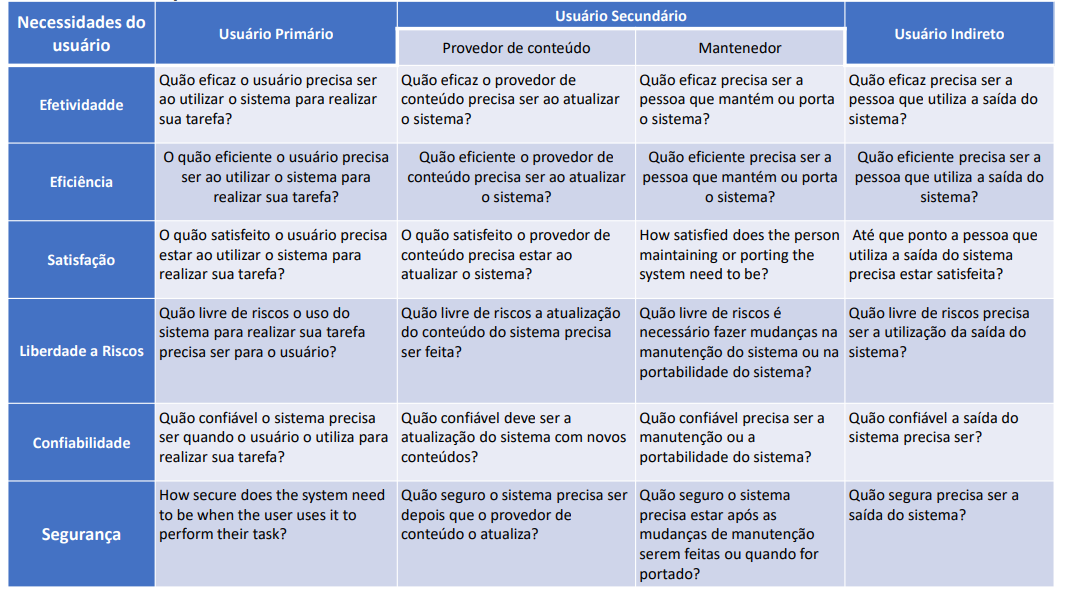 Necessidades do
usuário
Usuário Primário
Usuário Secundário
Usuário Indireto
Provedor de conteúdo
Mantenedor
Efetividadde
Quão eficaz o usuário precisa ser
ao utilizar o sistema para realizar
sua tarefa?
Quão eficaz o provedor de
conteúdo precisa ser ao atualizar
o sistema?
Quão eficaz precisa ser a
pessoa que mantém ou porta
o sistema?
Quão eficaz precisa ser a
pessoa que utiliza a saída do
sistema?
Eficiência
O quão eficiente o usuário precisa
ser ao utilizar o sistema para
realizar sua tarefa?
Quão eficiente o provedor de
conteúdo precisa ser ao atualizar
o sistema?
Quão eficiente precisa ser a
pessoa que mantém ou porta
o sistema?
Quão eficiente precisa ser a
pessoa que utiliza a saída do
sistema?
Satisfação
O quão satisfeito o usuário precisa
estar ao utilizar o sistema para
realizar sua tarefa?
O quão satisfeito o provedor de
conteúdo precisa estar ao
atualizar o sistema?
How satisfied does the person
maintaining or porting the
system need to be?
Até que ponto a pessoa que
utiliza a saída do sistema
precisa estar satisfeita?
Liberdade a Riscos
Quão livre de riscos o uso do
sistema para realizar sua tarefa
precisa ser para o usuário?
Quão livre de riscos a atualização
do conteúdo do sistema precisa
ser feita?
Quão livre de riscos é
necessário fazer mudanças na
manutenção do sistema ou na
portabilidade do sistema?
Quão livre de riscos precisa
ser a utilização da saída do
sistema?
Confiabilidade
Quão confiável o sistema precisa
ser quando o usuário o utiliza para
realizar sua tarefa?
Quão confiável deve ser a
atualização do sistema com novos
conteúdos?
Quão confiável precisa ser a
manutenção ou a
portabilidade do sistema?
Quão confiável a saída do
sistema precisa ser?
Segurança
How secure does the system need
to be when the user uses it to
perform their task?
Quão seguro o sistema precisa ser
depois que o provedor de
conteúdo o atualiza?
Quão seguro o sistema
precisa estar após as
mudanças de manutenção
serem feitas ou quando for
portado?
Quão segura precisa ser a
saída do sistema?